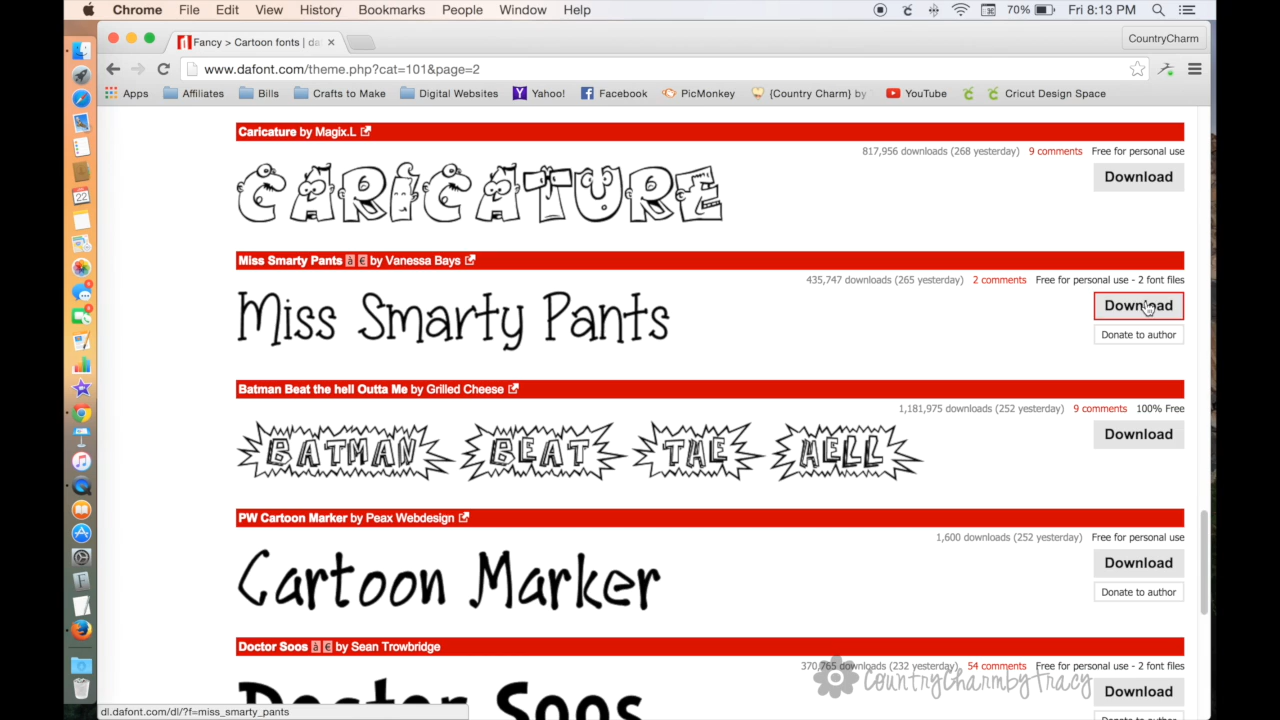 Chrome File Edit View History Bookmarks People Window Help 70% Fri 8:13 PM
Fancy > Cartoon fonts | da CountryCharm
www.dafont.com/theme.php?cat=101&page=2
Apps Affiliates Bills Crafts to Make Digital Websites Yahoo! Facebook PicMonkey {Country Charm} by YouTube Cricut Design Space
Caricature by Magix.L
817,956 downloads (268 yesterday) 9 comments Free for personal use
CARICATURE
Download
Miss Smarty Pants à € by Vanessa Bays
435,747 downloads (265 yesterday) 2 comments Free for personal use - 2 font files
Miss Smarty Pants
Download
Donate to author
Batman Beat the hell Outta Me by Grilled Cheese
1,181,975 downloads (252 yesterday) 9 comments 100% Free
BATMAN BEAT THE HELL
Download
PW Cartoon Marker by Peax Webdesign
1,600 downloads (252 yesterday) Free for personal use
Cartoon Marker
Download
Donate to author
Doctor Soos à € by Sean Trowbridge
370,765 downloads (232 yesterday) 54 comments Free for personal use - 2 font files
Doctor Soos
CountryCharmbyTracy
Download
dl.dafont.com/dl/?f=miss_smarty_pants